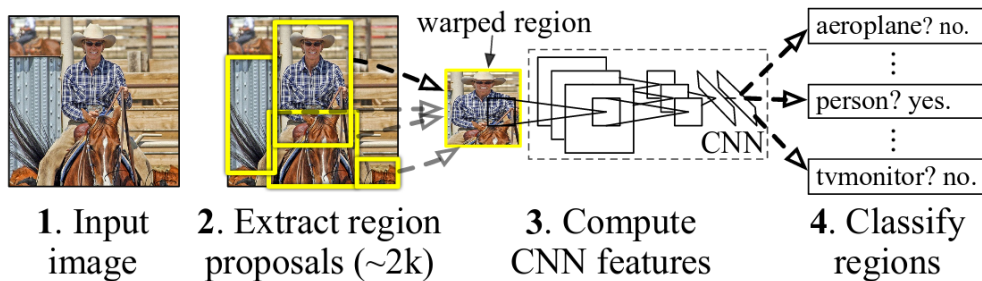 warped region
aeroplane? no.
⋮
person? yes.
CNN
⋮
tvmonitor? no.
1. Input
image
2. Extract region
proposals (~2k)
3. Compute
CNN features
4. Classify
regions